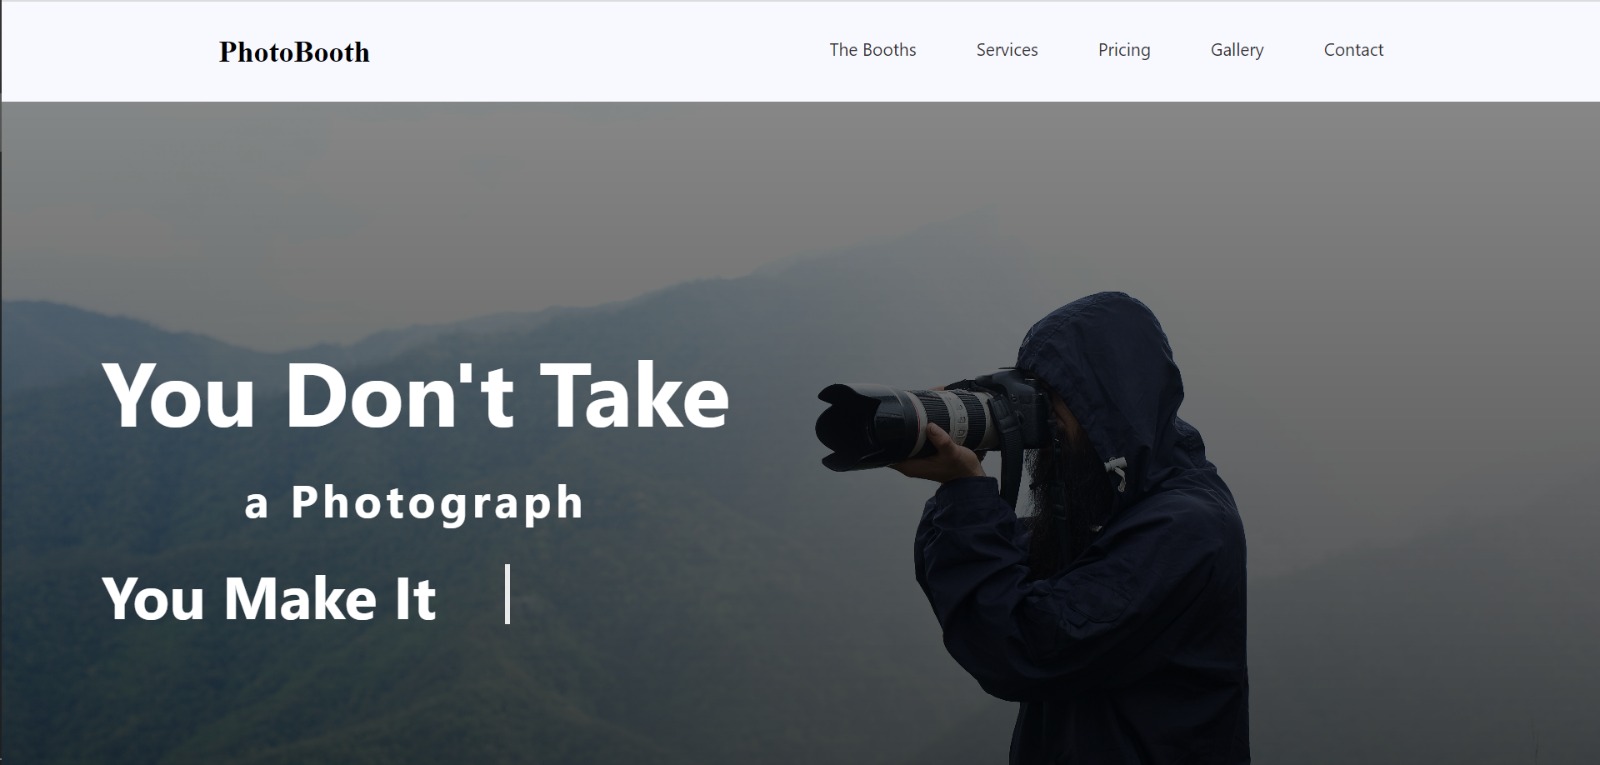 PhotoBooth
The Booths Services Pricing Gallery Contact
You Don't Take
a Photograph
You Make It